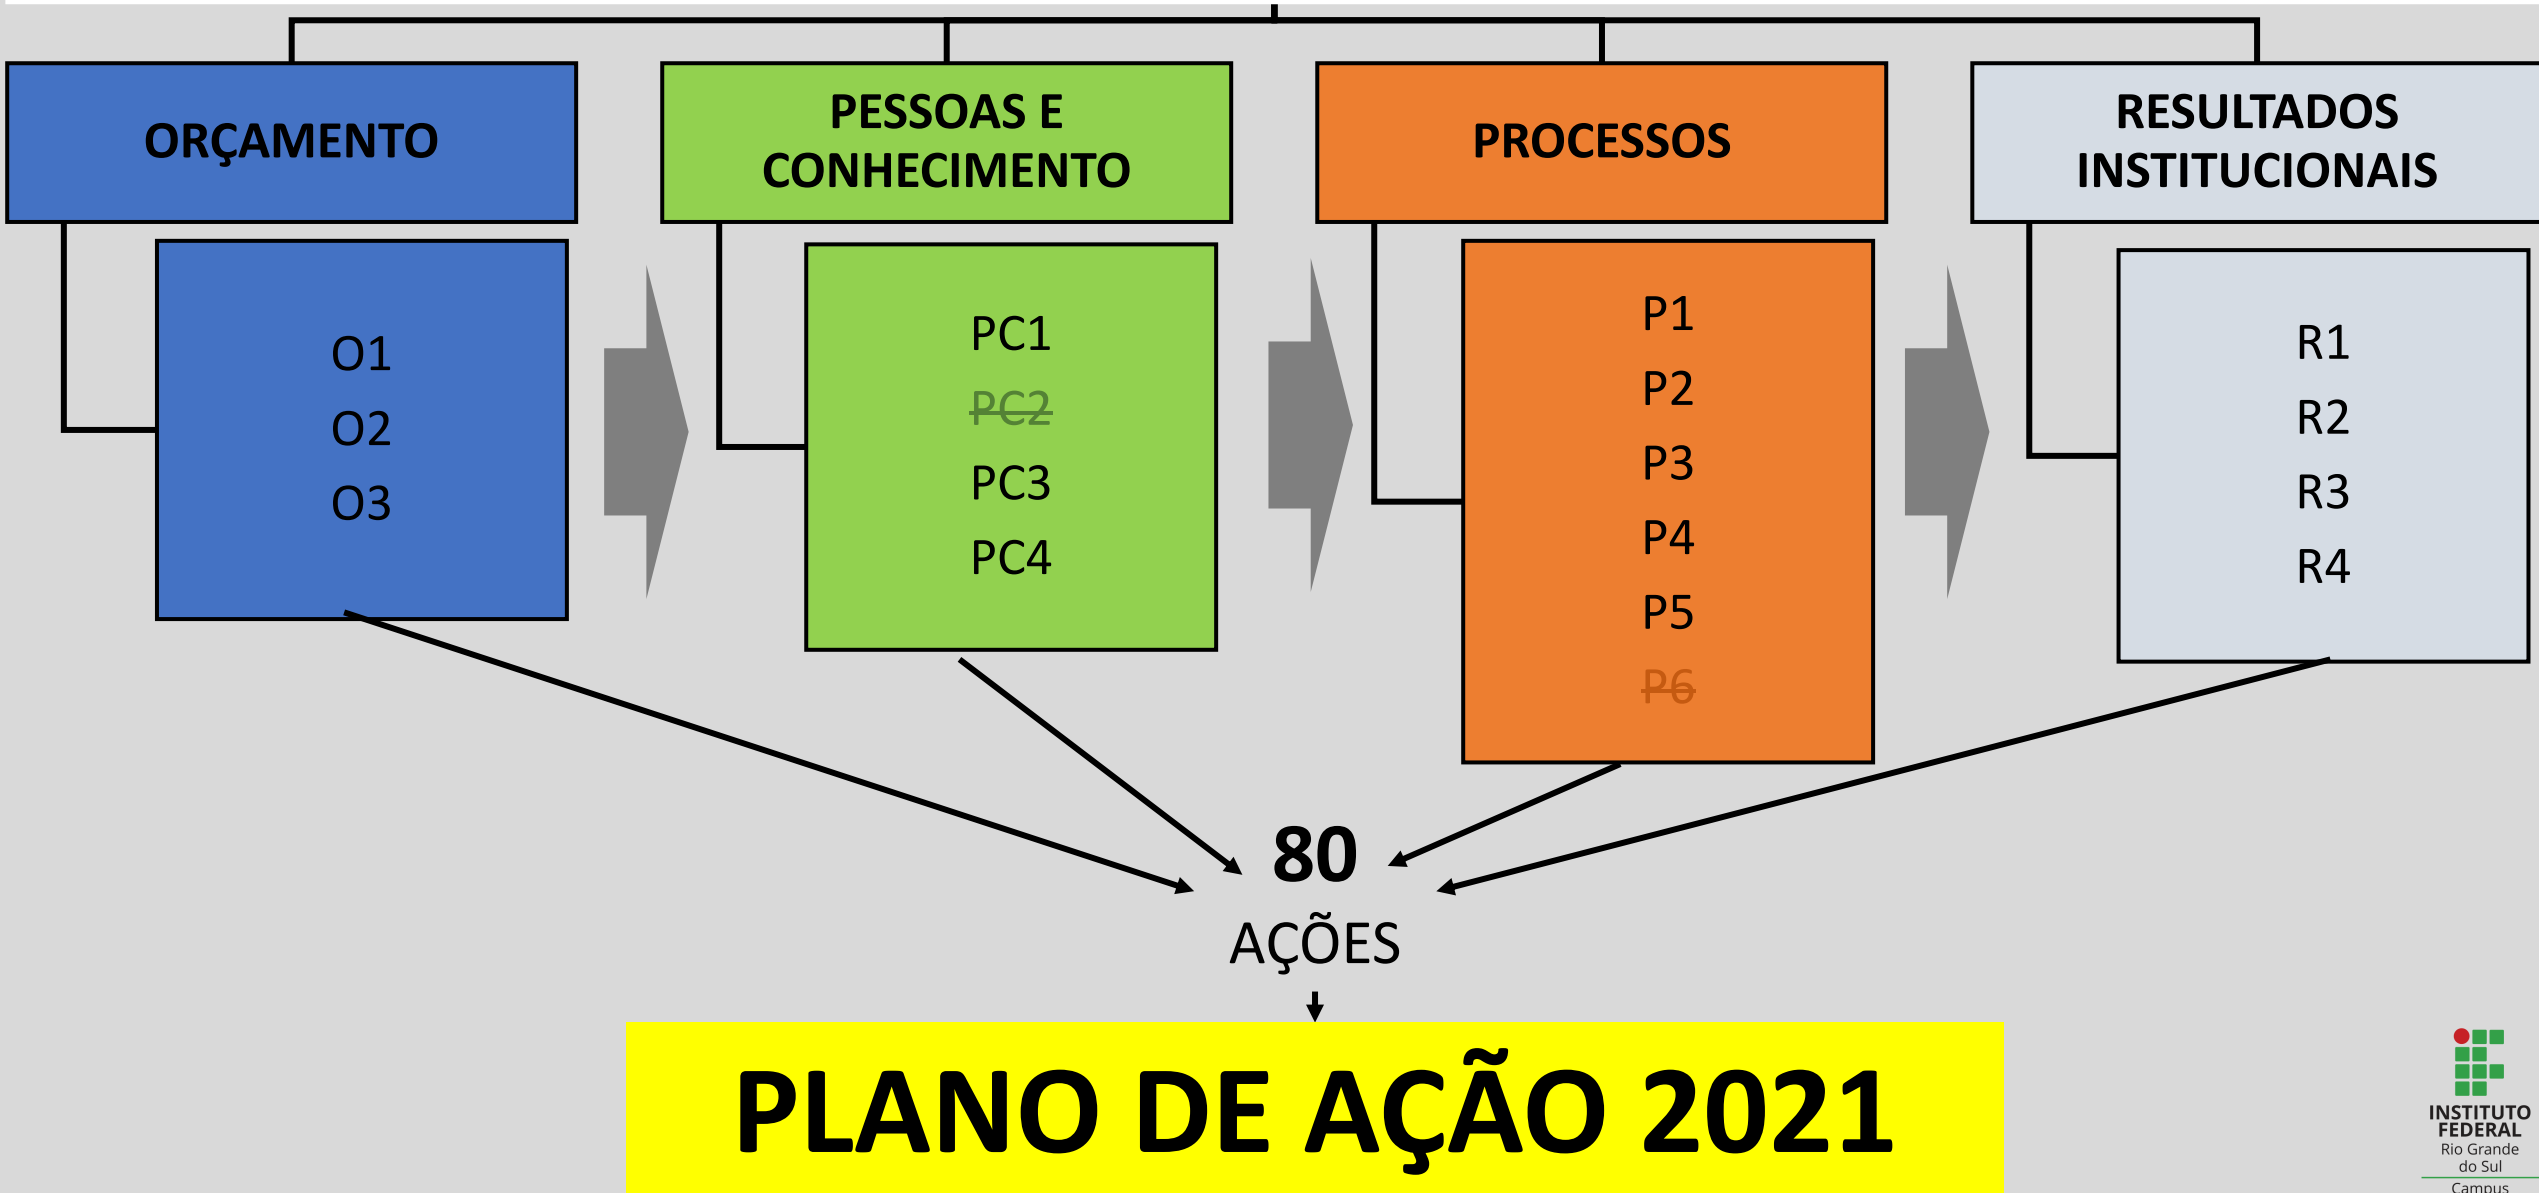 ORÇAMENTO
O1
O2
O3
PESSOAS E
CONHECIMENTO
PC1
PC2
PC3
PC4
PROCESSOS
P1
P2
P3
P4
P5
P6
RESULTADOS
INSTITUCIONAIS
R1
R2
R3
R4
80
AÇÕES
PLANO DE AÇÃO 2021
INSTITUTO
FEDERAL
Rio Grande
do Sul
Campus